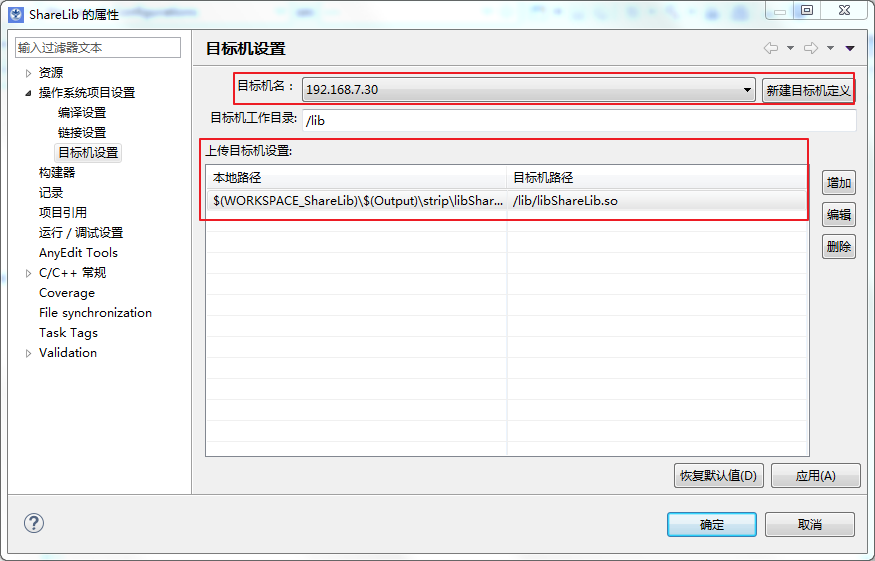 ShareLib 的属性
输入过滤器文本
资源
操作系统项目设置
编译设置
链接设置
目标机设置
构建器
记录
项目引用
运行 / 调试设置
AnyEdit Tools
C/C++ 常规
Coverage
File synchronization
Task Tags
Validation
目标机设置
目标机名： 192.168.7.30 新建目标机定义
目标机工作目录: /lib
上传目标机设置:
本地路径 目标机路径
$(WORKSPACE_ShareLib)\$(Output)\strip\libShar... /lib/libShareLib.so
增加
编辑
删除
恢复默认值(D) 应用(A)
确定 取消